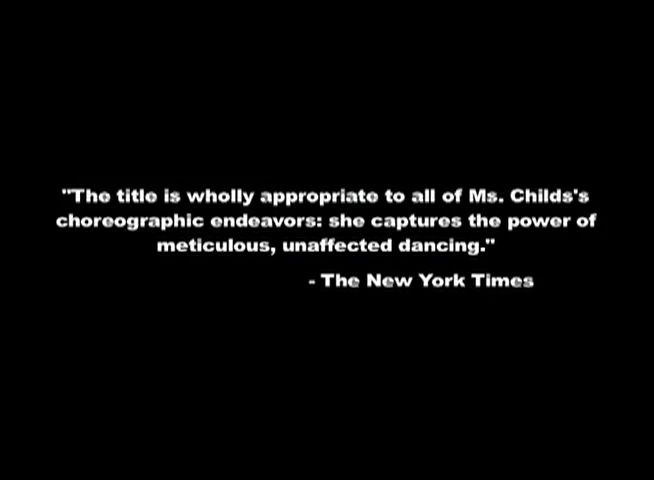 "The title is wholly appropriate to all of Ms. Childs's
choreographic endeavors: she captures the power of
meticulous, unaffected dancing."
- The New York Times